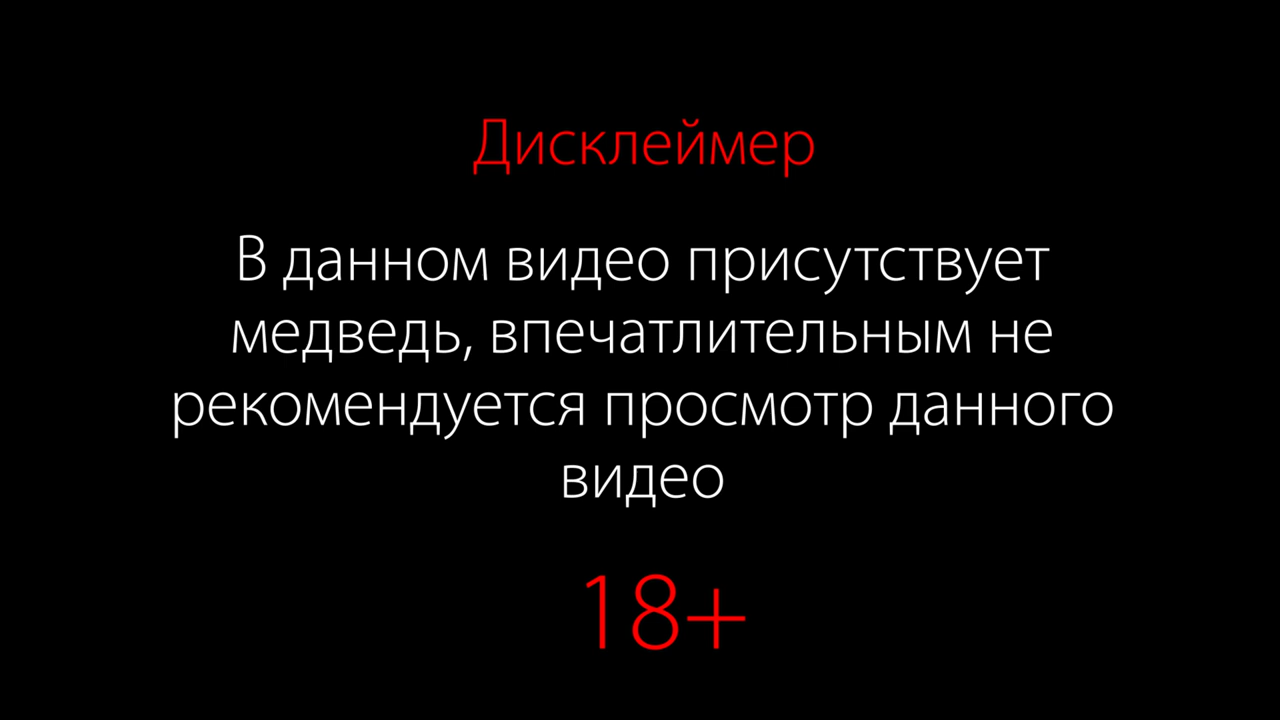 Дисклеймер
В данном видео присутствует
медведь, впечатлительным не
рекомендуется просмотр данного
видео
18+